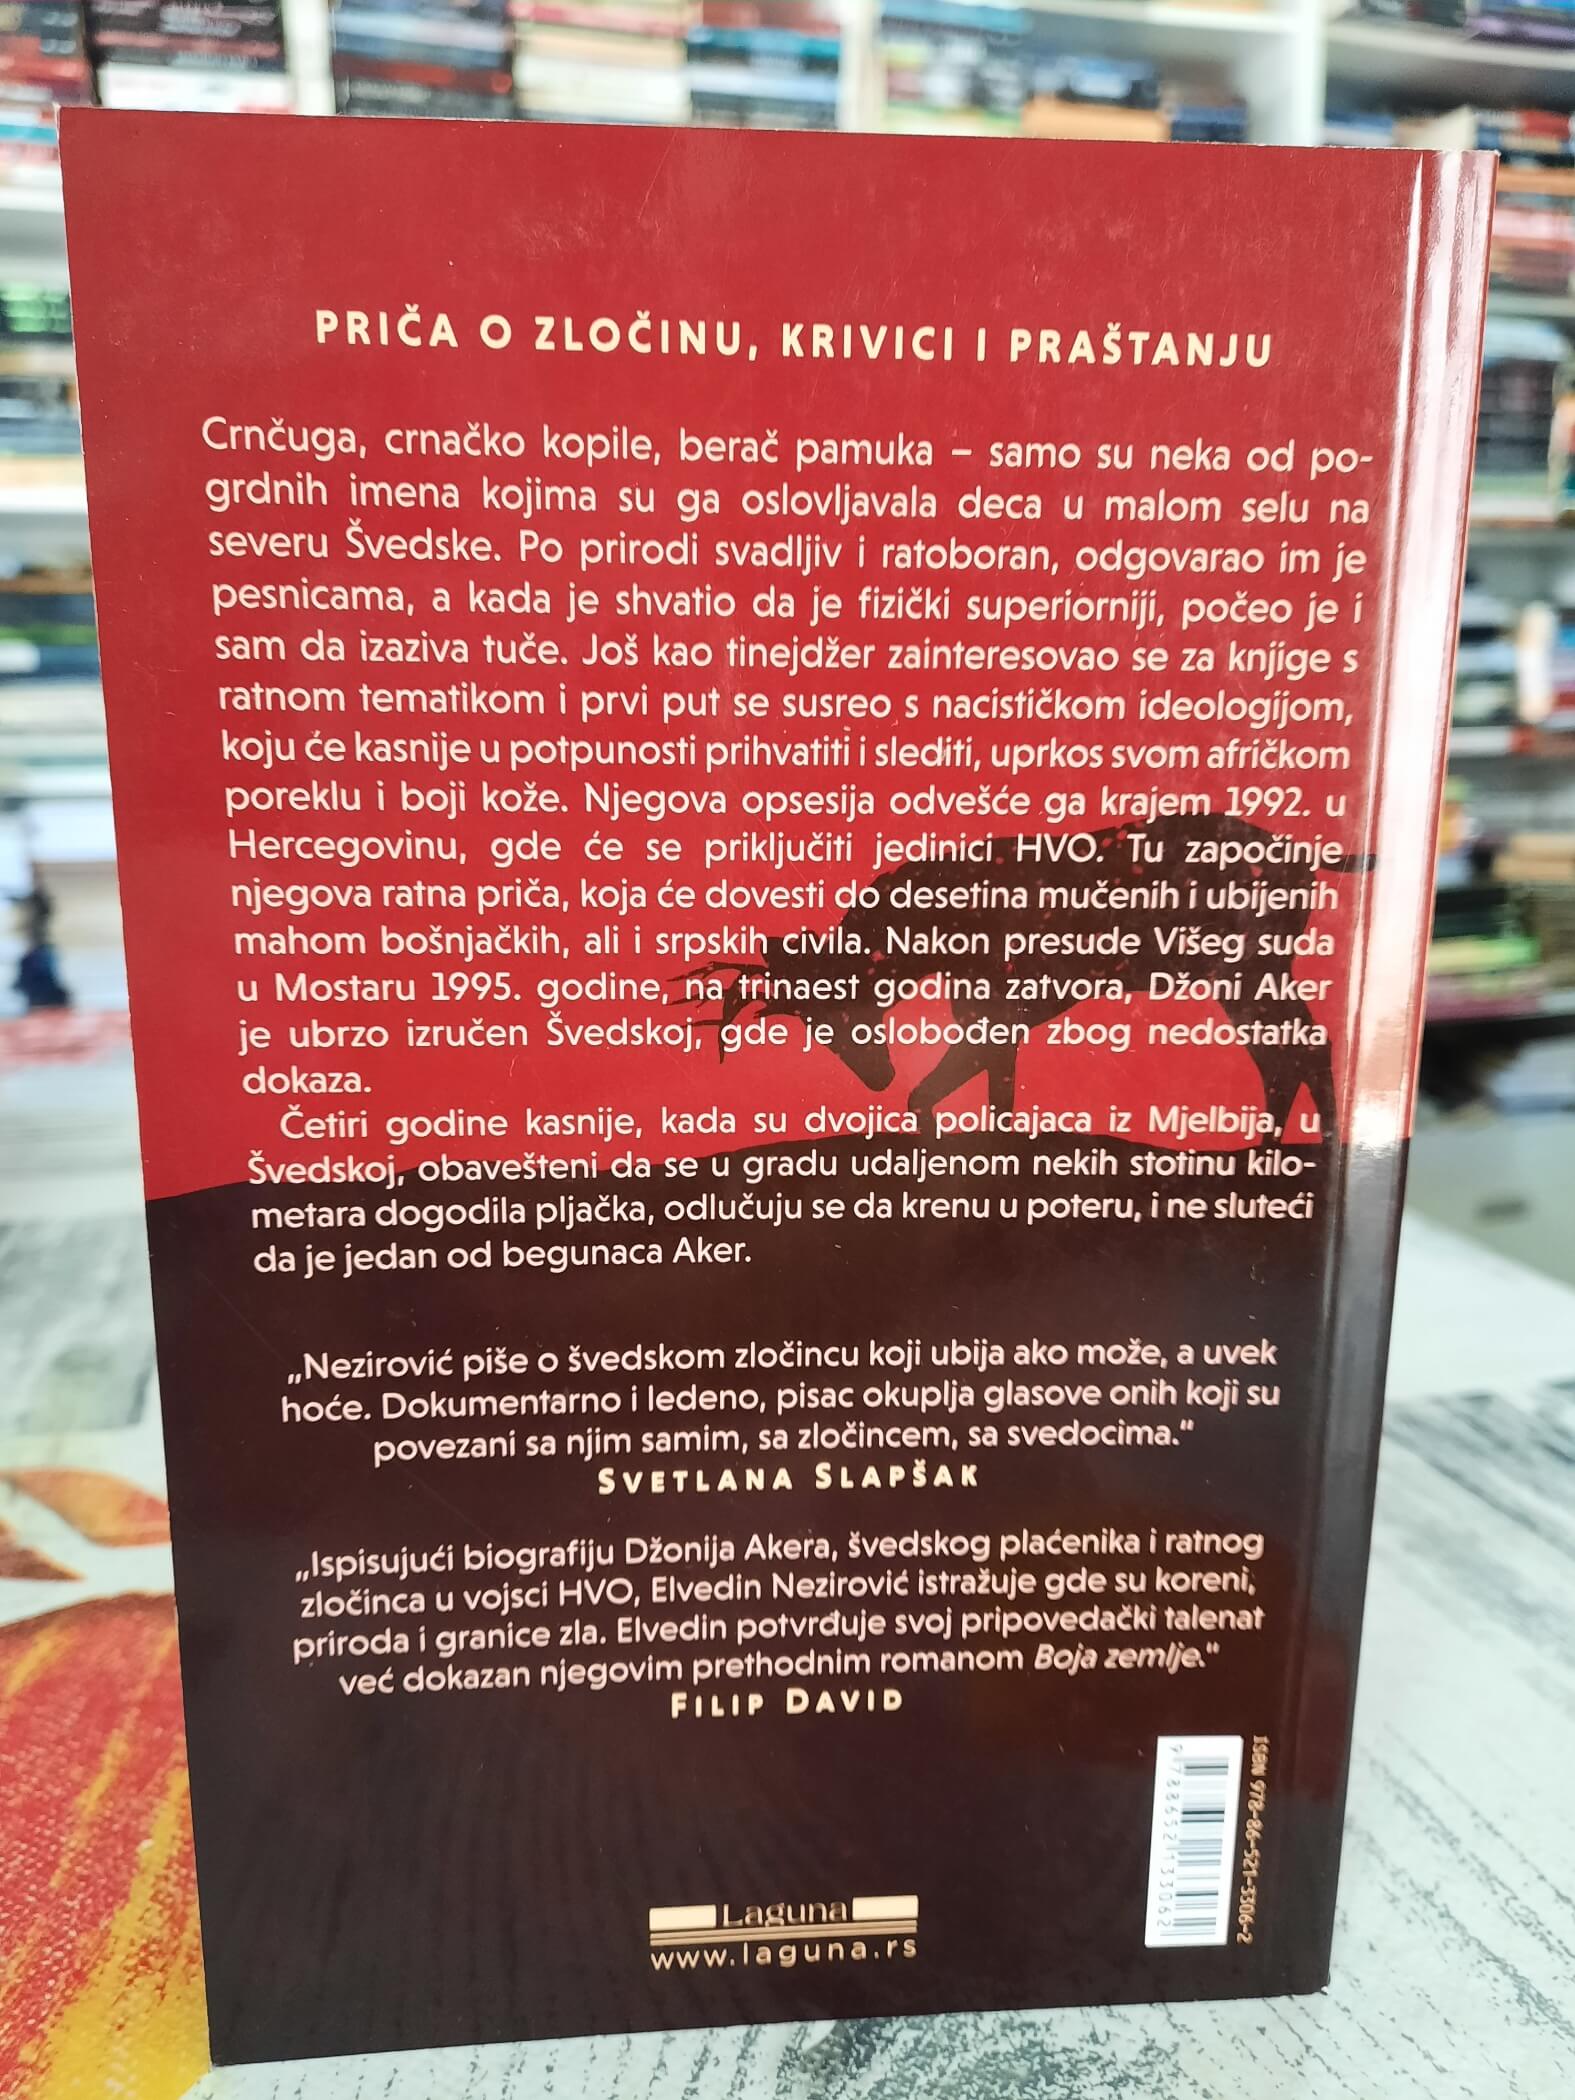 PRIČA O ZLOČINU, KRIVICI I PRAŠTANJU
Crnčuga, crnačko kopile, berač pamuka – samo su neka od po-
grdnih imena kojima su ga oslovljavala deca u malom selu na
severu Švedske. Po prirodi svadljiv i ratoboran, odgovarao im je
pesnicama, a kada je shvatio da je fizički superiorniji, počeo je i
sam da izaziva tuče. Još kao tinejdžer zainteresovao se za knjige s
ratnom tematikom i prvi put se susreo s nacističkom ideologijom,
koju će kasnije u potpunosti prihvatiti i slediti, uprkos svom afričkom
poreklu i boji kože. Njegova opsesija odvešće ga krajem 1992. u
Hercegovinu, gde će se priključiti jedinici HVO. Tu započinje
njegova ratna priča, koja će dovesti do desetina mučenih i ubijenih
mahom bošnjačkih, ali i srpskih civila. Nakon presude Višeg suda
u Mostaru 1995. godine, na trinaest godina zatvora, Džoni Aker
je ubrzo izručen Švedskoj, gde je oslobođen zbog nedostatka
dokaza.
Četiri godine kasnije, kada su dvojica policajaca iz Mjelbija, u
Švedskoj, obavešteni da se u gradu udaljenom nekih stotinu kilo-
metara dogodila pljačka, odlučuju se da krenu u poteru, i ne sluteći
da je jedan od begunaca Aker.
„Nezirović piše o švedskom zločincu koji ubija ako može, a uvek
hoće. Dokumentarno i ledeno, pisac okuplja glasove onih koji su
povezani sa njim samim, sa zločincem, sa svedocima.“
SVETLANA SLAPŠAK
„Ispisujući biografiju Džonija Akera, švedskog plaćenika i ratnog
zločinca u vojsci HVO, Elvedin Nezirović istražuje gde su koreni,
priroda i granice zla. Elvedin potvrđuje svoj pripovedački talenat
već dokazan njegovim prethodnim romanom Boja zemlje.“
FILIP DAVID
ISBN 978-86-521-3306-2
9788652133062
Laguna
www.laguna.rs